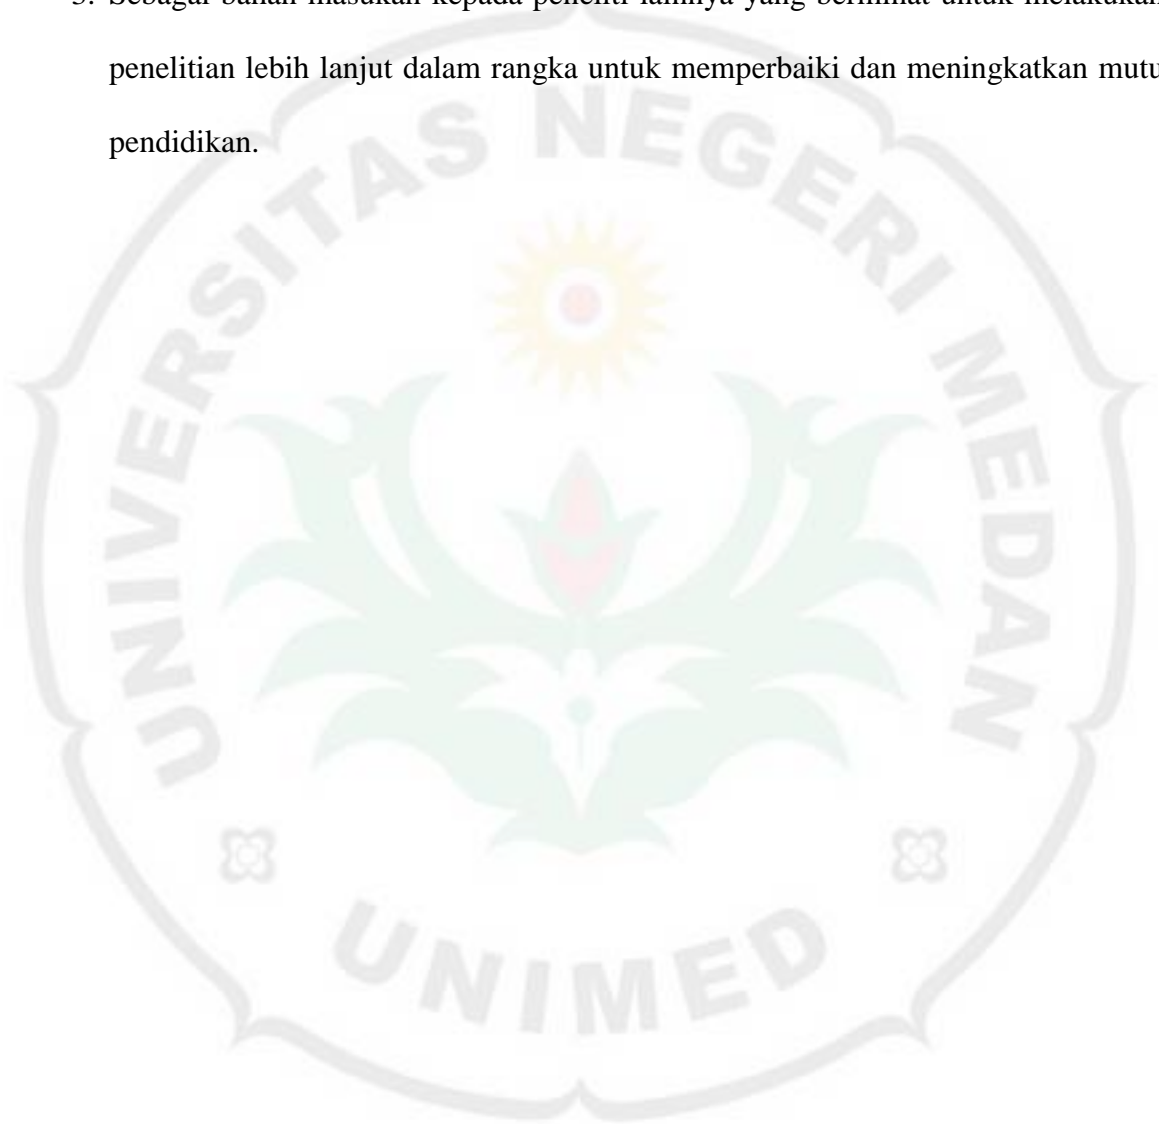 Sebagai bahan masukan kepada peneliti lainnya yang berminat untuk melakukan
penelitian lebih lanjut dalam rangka untuk memperbaiki dan meningkatkan mutu
pendidikan.
UNIVERSITAS NEGERI MEDAN
UNIMED